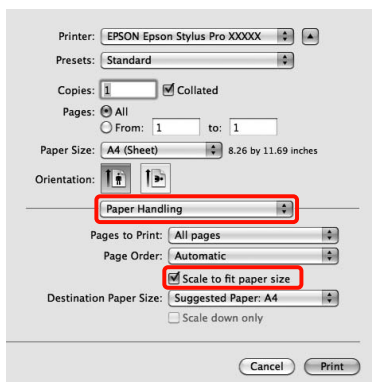 Printer: EPSON Epson Stylus Pro XXXXX
Presets: Standard
Copies: 1 Collated
Pages: All
From: 1 to: 1
Paper Size: A4 (Sheet) 8.26 by 11.69 inches
Orientation:
Paper Handling
Pages to Print: All pages
Page Order: Automatic
Scale to fit paper size
Destination Paper Size: Suggested Paper: A4
Scale down only
Cancel Print